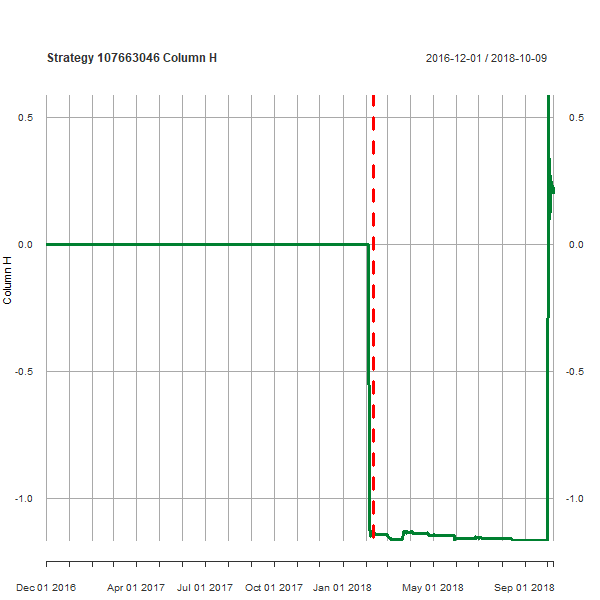 Strategy 107663046 Column H
2016-12-01 / 2018-10-09
0.5
0.5
0.0
0.0
Column H
-0.5
-0.5
-1.0
-1.0
Dec 01 2016
Apr 01 2017
Jul 01 2017
Oct 01 2017
Jan 01 2018
May 01 2018
Sep 01 2018